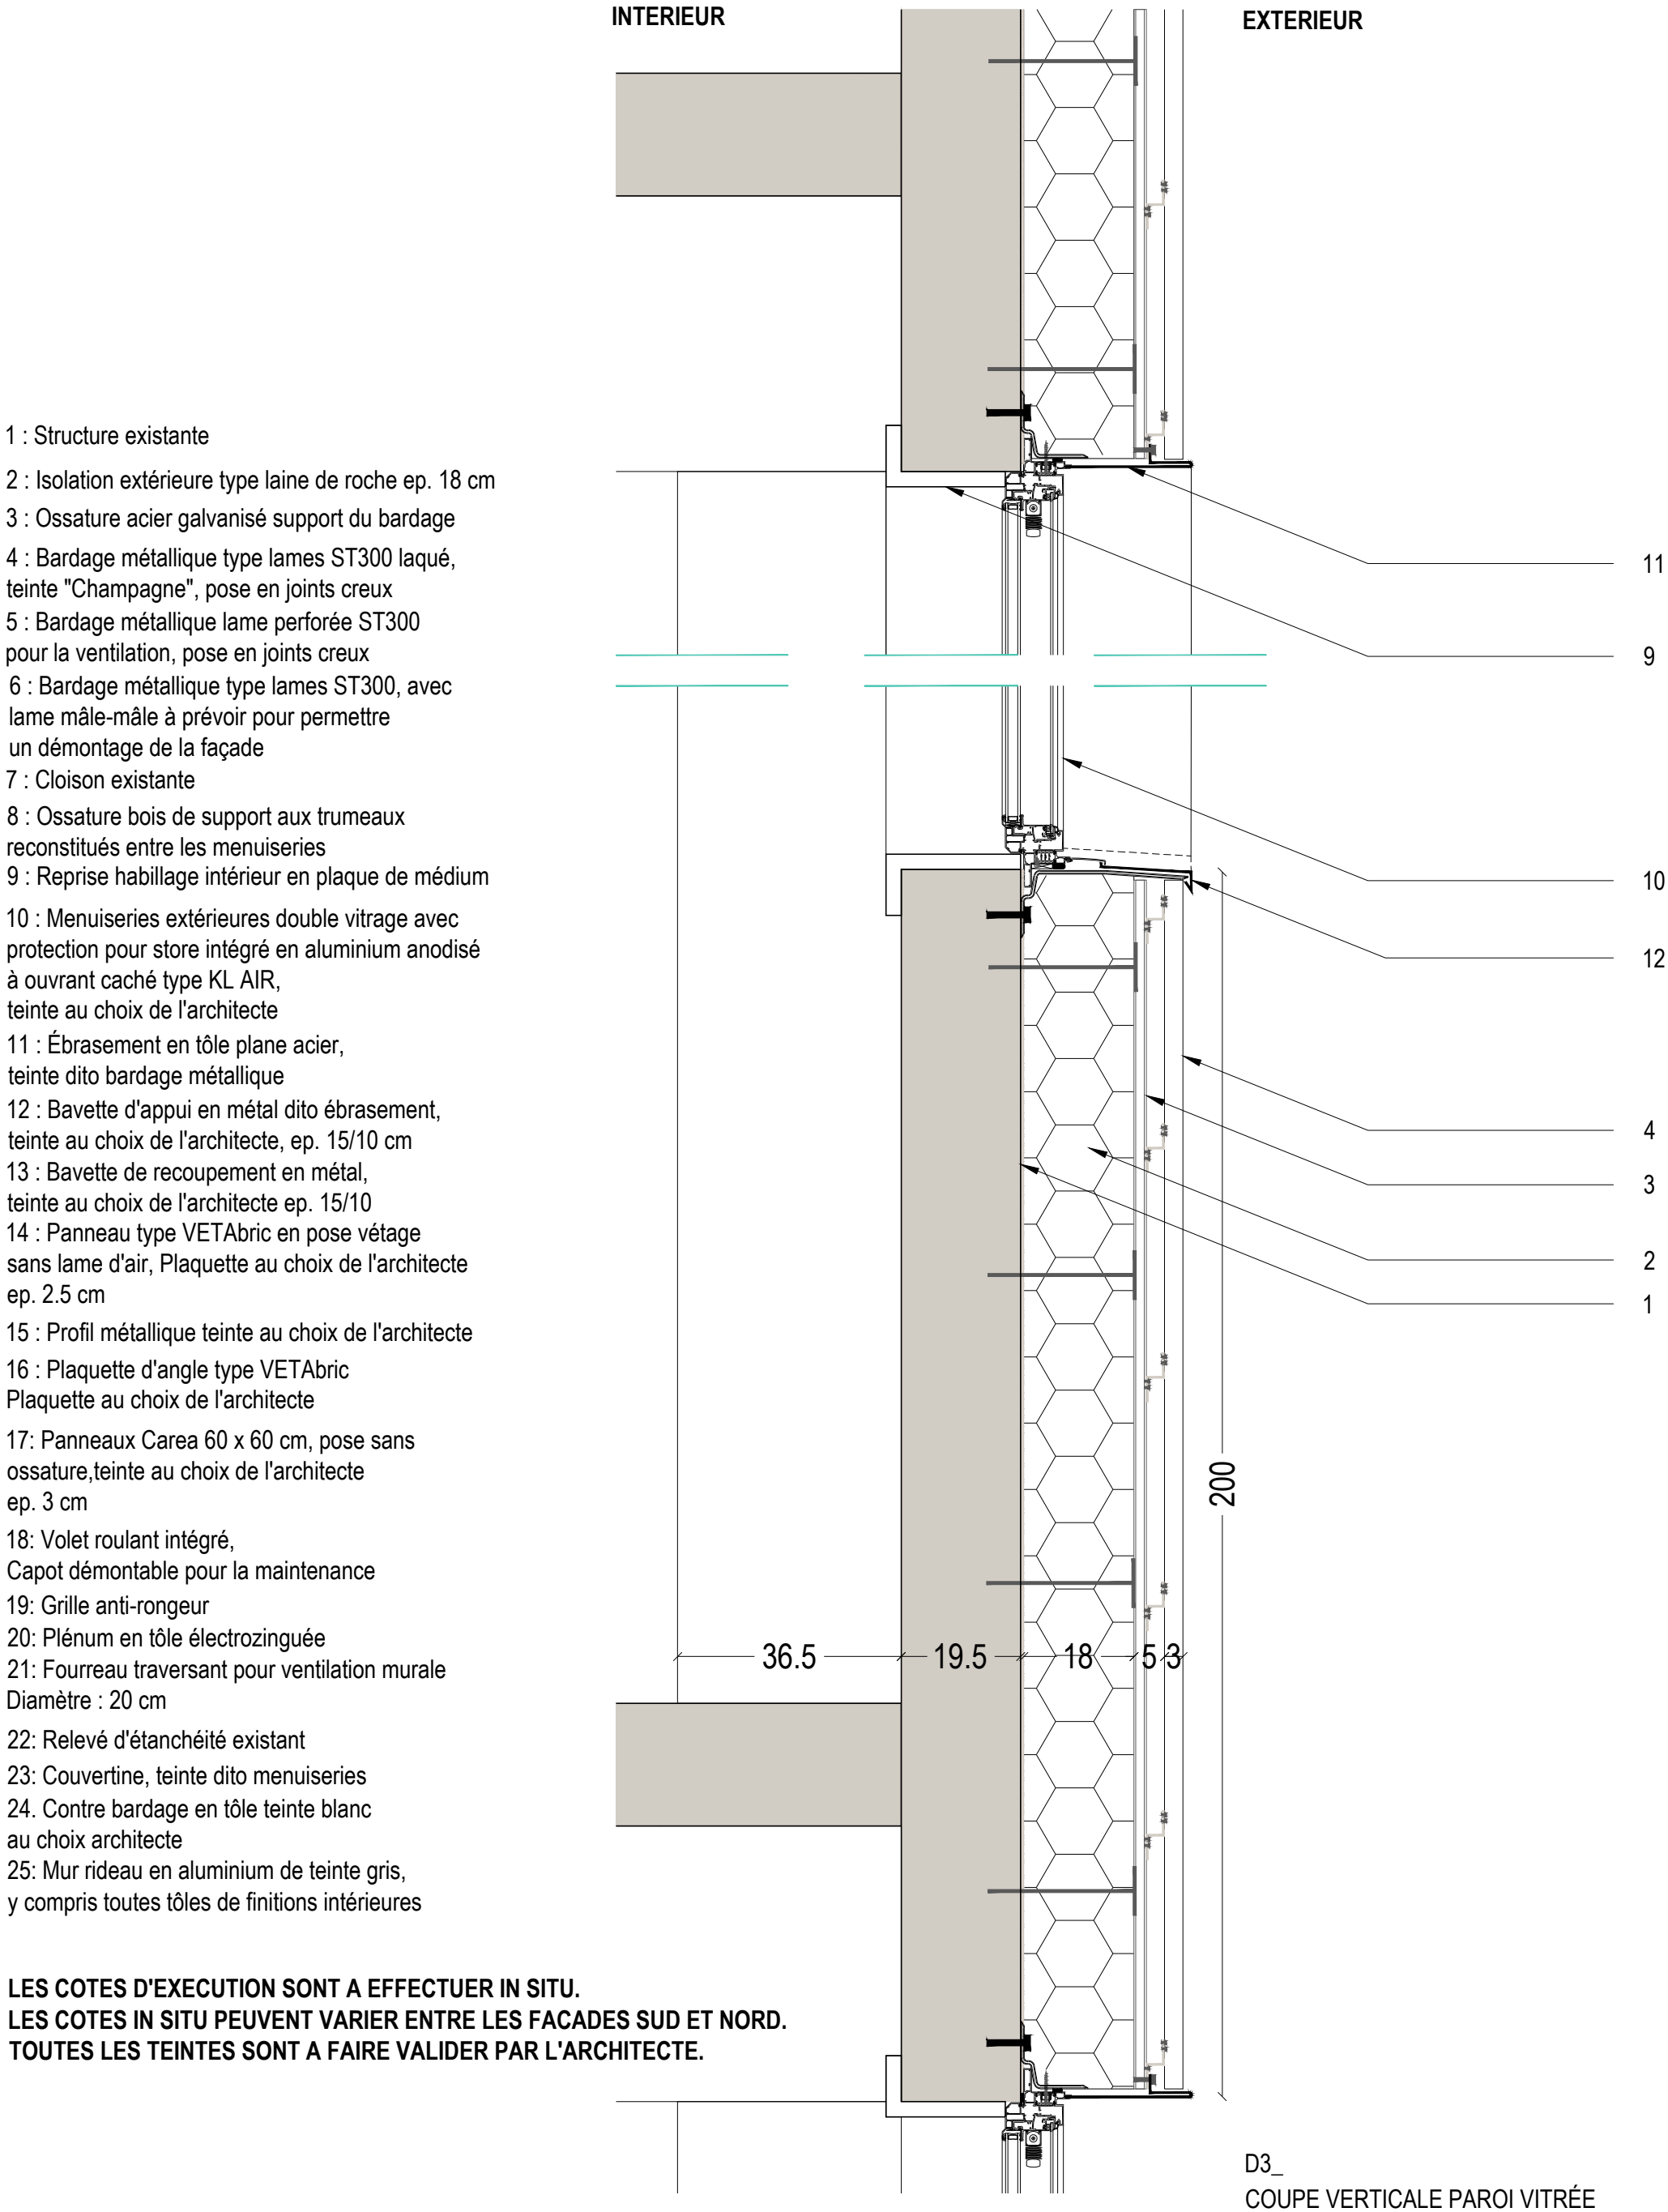 INTERIEUR
EXTERIEUR
1 : Structure existante
2 : Isolation extérieure type laine de roche ep. 18 cm
3 : Ossature acier galvanisé support du bardage
4 : Bardage métallique type lames ST300 laqué,
teinte "Champagne", pose en joints creux
5 : Bardage métallique lame perforée ST300
pour la ventilation, pose en joints creux
6 : Bardage métallique type lames ST300, avec
lame mâle-mâle à prévoir pour permettre
un démontage de la façade
7 : Cloison existante
8 : Ossature bois de support aux trumeaux
reconstitués entre les menuiseries
9 : Reprise habillage intérieur en plaque de médium
10 : Menuiseries extérieures double vitrage avec
protection pour store intégré en aluminium anodisé
à ouvrant caché type KL AIR,
teinte au choix de l'architecte
11 : Ébrasement en tôle plane acier,
teinte dito bardage métallique
12 : Bavette d'appui en métal dito ébrasement,
teinte au choix de l'architecte, ep. 15/10 cm
13 : Bavette de recoupement en métal,
teinte au choix de l'architecte ep. 15/10
14 : Panneau type VETAbric en pose vétage
sans lame d'air, Plaquette au choix de l'architecte
ep. 2.5 cm
15 : Profil métallique teinte au choix de l'architecte
16 : Plaquette d'angle type VETAbric
Plaquette au choix de l'architecte
17: Panneaux Carea 60 x 60 cm, pose sans
ossature,teinte au choix de l'architecte
ep. 3 cm
18: Volet roulant intégré,
Capot démontable pour la maintenance
19: Grille anti-rongeur
20: Plénum en tôle électrozinguée
21: Fourreau traversant pour ventilation murale
Diamètre : 20 cm
22: Relevé d'étanchéité existant
23: Couvertine, teinte dito menuiseries
24. Contre bardage en tôle teinte blanc
au choix architecte
25: Mur rideau en aluminium de teinte gris,
y compris toutes tôles de finitions intérieures
LES COTES D'EXECUTION SONT A EFFECTUER IN SITU.
LES COTES IN SITU PEUVENT VARIER ENTRE LES FACADES SUD ET NORD.
TOUTES LES TEINTES SONT A FAIRE VALIDER PAR L'ARCHITECTE.
11
9
10
12
4
3
2
1
200
36.5 19.5 18 5 3
D3_
COUPE VERTICALE PAROI VITRÉE